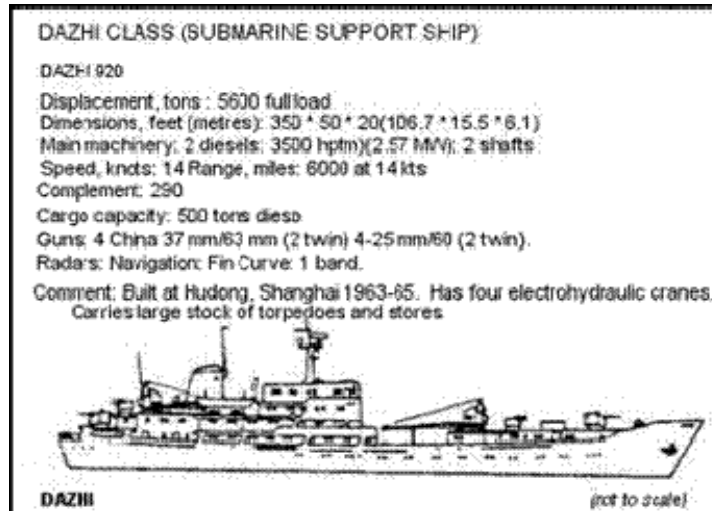 DAZHI CLASS (SUBMARINE SUPPORT SHIP)
DAZHI 920
Displacement, tons : 5600 full load
Dimensions, feet (metres): 350 * 50 * 20(106.7 * 15.5 * 6.1)
Main machinery: 2 diesels: 3500 hp(m)(2.57 MW): 2 shafts
Speed, knots: 14 Range, miles: 6000 at 14 kts
Complement: 290
Cargo capacity: 500 tons diesp
Guns: 4 China 37 mm/63 mm (2 twin) 4-25 mm/60 (2 twin).
Radars: Navigation: Fin Curve: 1 band.
Comment: Built at Hudong, Shanghai 1963-65. Has four electrohydraulic cranes.
Carries large stock of torpedoes and stores
DAZHI (not to scale)